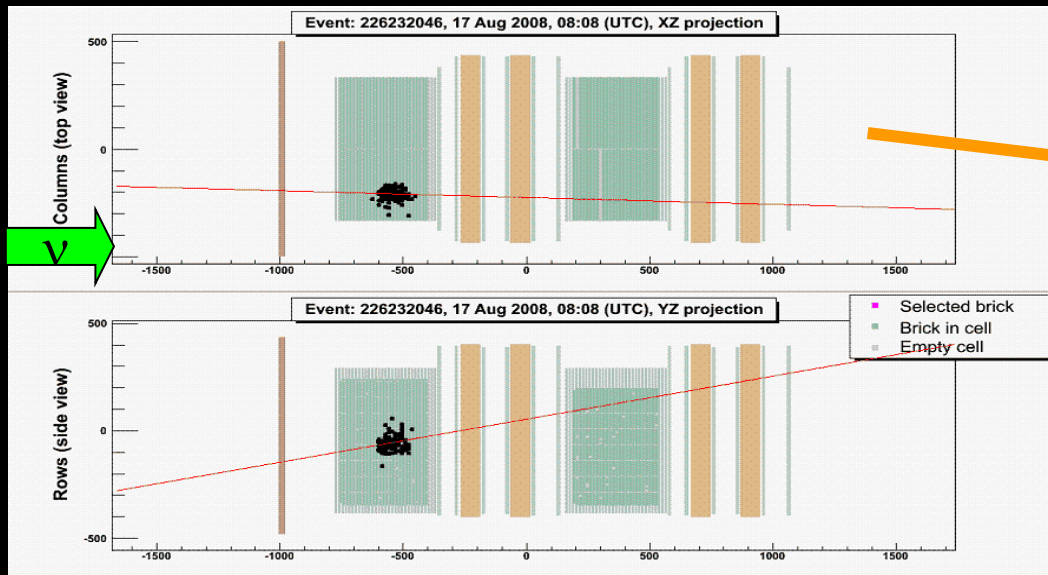 Event: 226232046, 17 Aug 2008, 08:08 (UTC), XZ projection
Columns (top view)
500
0
-1500 -1000 -500 0 500 1000 1500
ν
Event: 226232046, 17 Aug 2008, 08:08 (UTC), YZ projection
Rows (side view)
500
0
-500
Selected brick
Brick in cell
Empty cell
-1500 -1000 -500 0 500 1000 1500